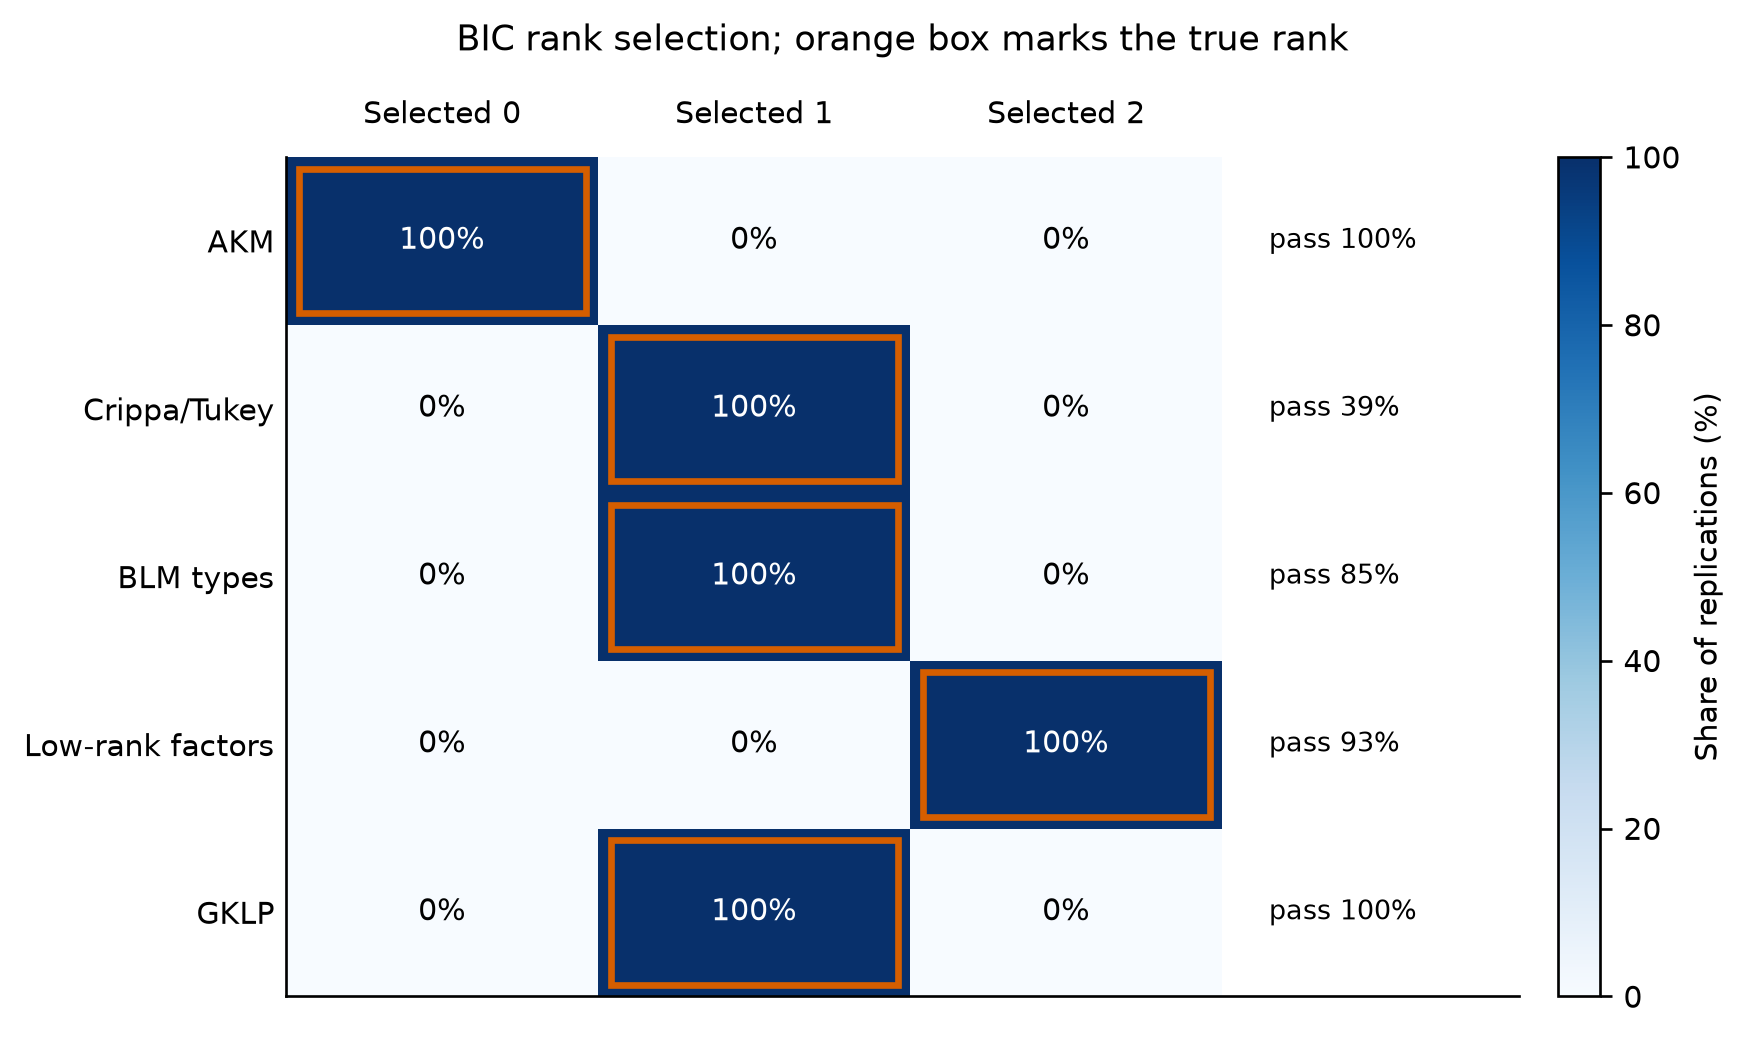 BIC rank selection; orange box marks the true rank
Selected 0 Selected 1 Selected 2
AKM 100% 0% 0% pass 100%
Crippa/Tukey 0% 100% 0% pass 39%
BLM types 0% 100% 0% pass 85%
Low-rank factors 0% 0% 100% pass 93%
GKLP 0% 100% 0% pass 100%
100
80
60
40
20
0
Share of replications (%)